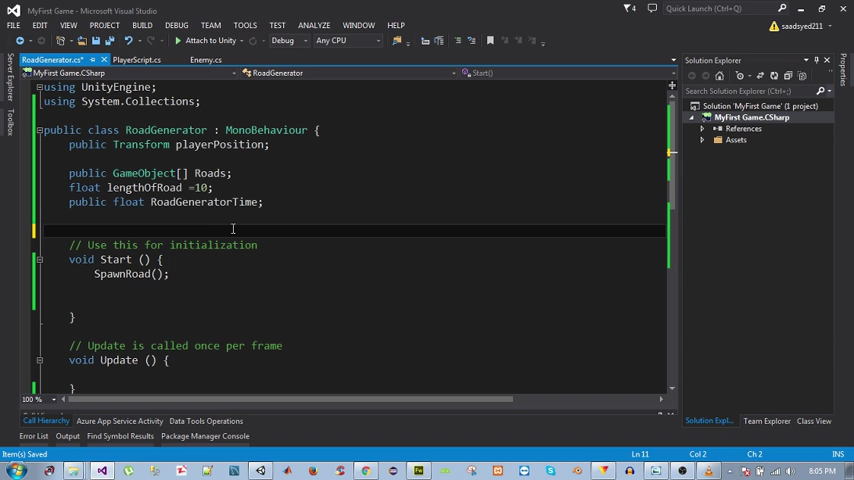 MyFirst Game - Microsoft Visual Studio
4
Quick Launch (Ctrl+Q)
FILE EDIT VIEW PROJECT BUILD DEBUG TEAM TOOLS TEST ANALYZE WINDOW HELP
saadsyed211
Attach to Unity Debug Any CPU
RoadGenerator.cs* PlayerScript.cs Enemy.cs
MyFirst Game.CSharp RoadGenerator Start()
Server Explorer
Toolbox
using UnityEngine;
using System.Collections;
public class RoadGenerator : MonoBehaviour {
public Transform playerPosition;
public GameObject[] Roads;
float lengthOfRoad =10;
public float RoadGeneratorTime;
// Use this for initialization
void Start () {
SpawnRoad();
}
// Update is called once per frame
void Update () {
}
100 %
Solution Explorer
Search Solution Explorer (Ctrl+;)
Solution 'MyFirst Game' (1 project)
MyFirst Game.CSharp
References
Assets
Properties
Call Hierarchy Azure App Service Activity Data Tools Operations
Solution Expl... Team Explorer Class View
Error List Output Find Symbol Results Package Manager Console
Item(s) Saved Ln 11 Col 2 Ch 2 INS
8:05 PM